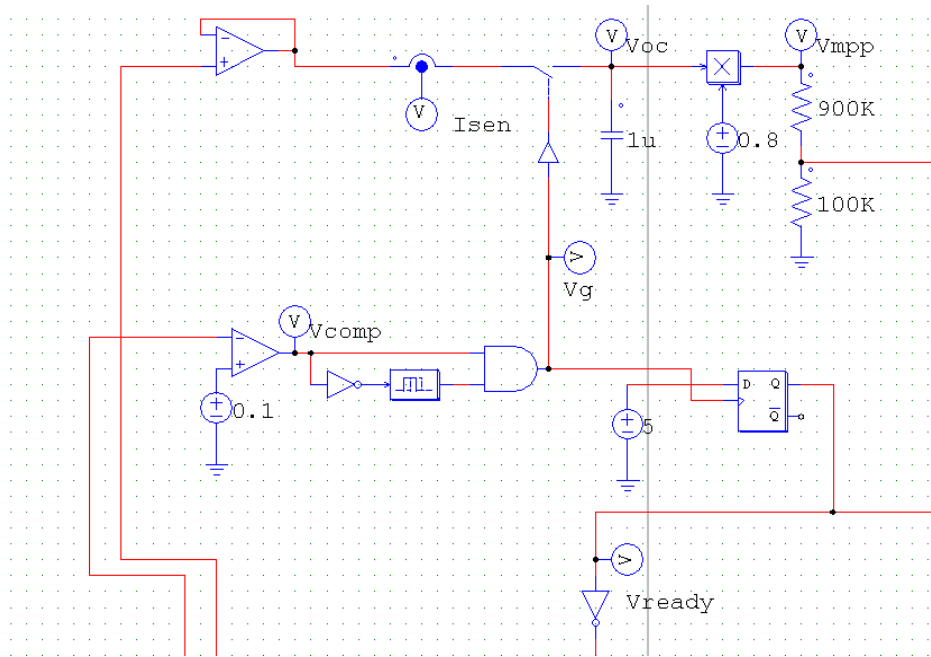 V
Voc
V
Vmpp
V
Isen
1u
0.8
900K
100K
V
Vg
V
Vcomp
0.1
5
D Q
Q
V
Vready